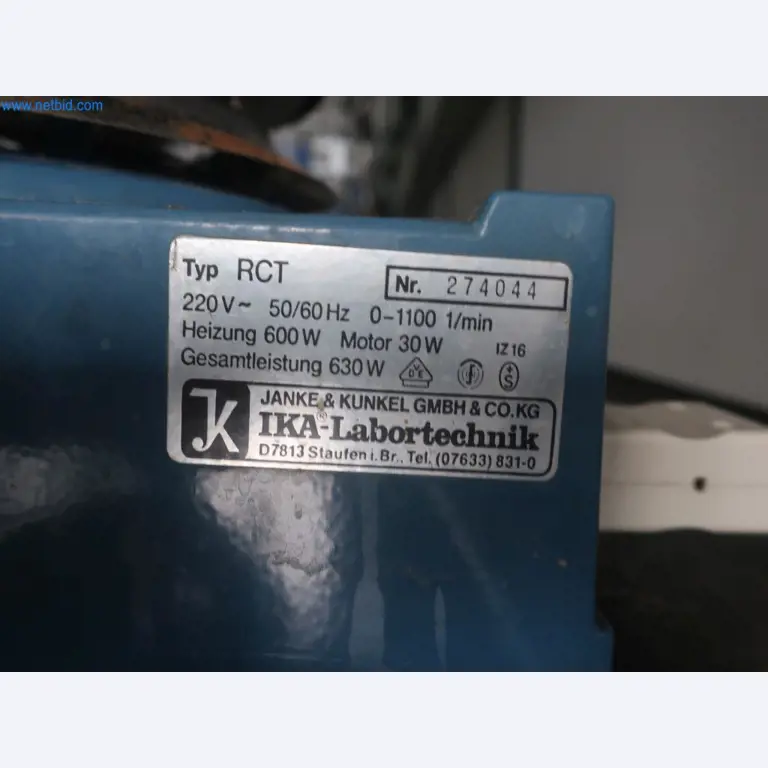 www.netbid.com
Typ RCT
Nr. 274044
220V~ 50/60Hz 0-1100 1/min
Heizung 600W Motor 30W IZ16
Gesamtleistung 630W
JK JANKE & KUNKEL GMBH & CO.KG
IKA®-Labortechnik
D7813 Staufen i. Br., Tel. (07633) 831-0